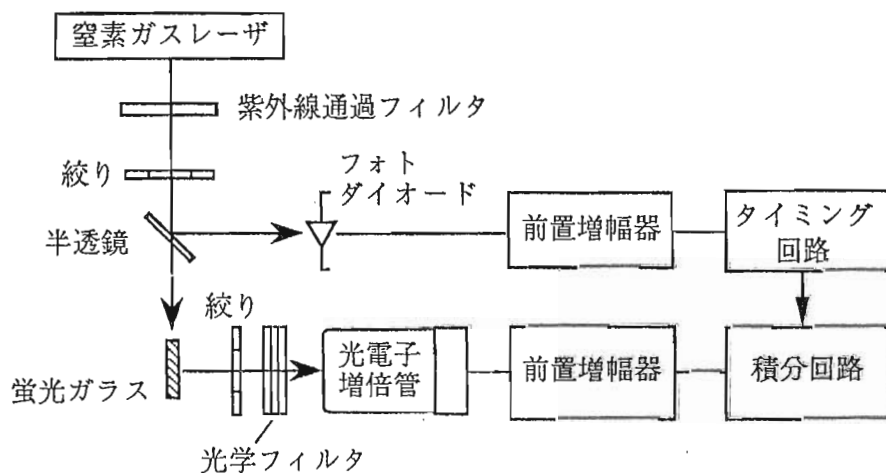 窒素ガスレーザ
紫外線通過フィルタ
絞り
フォト
ダイオード
半透鏡
前置増幅器
タイミング
回路
絞り
蛍光ガラス
光電子
増倍管
前置増幅器
積分回路
光学フィルタ